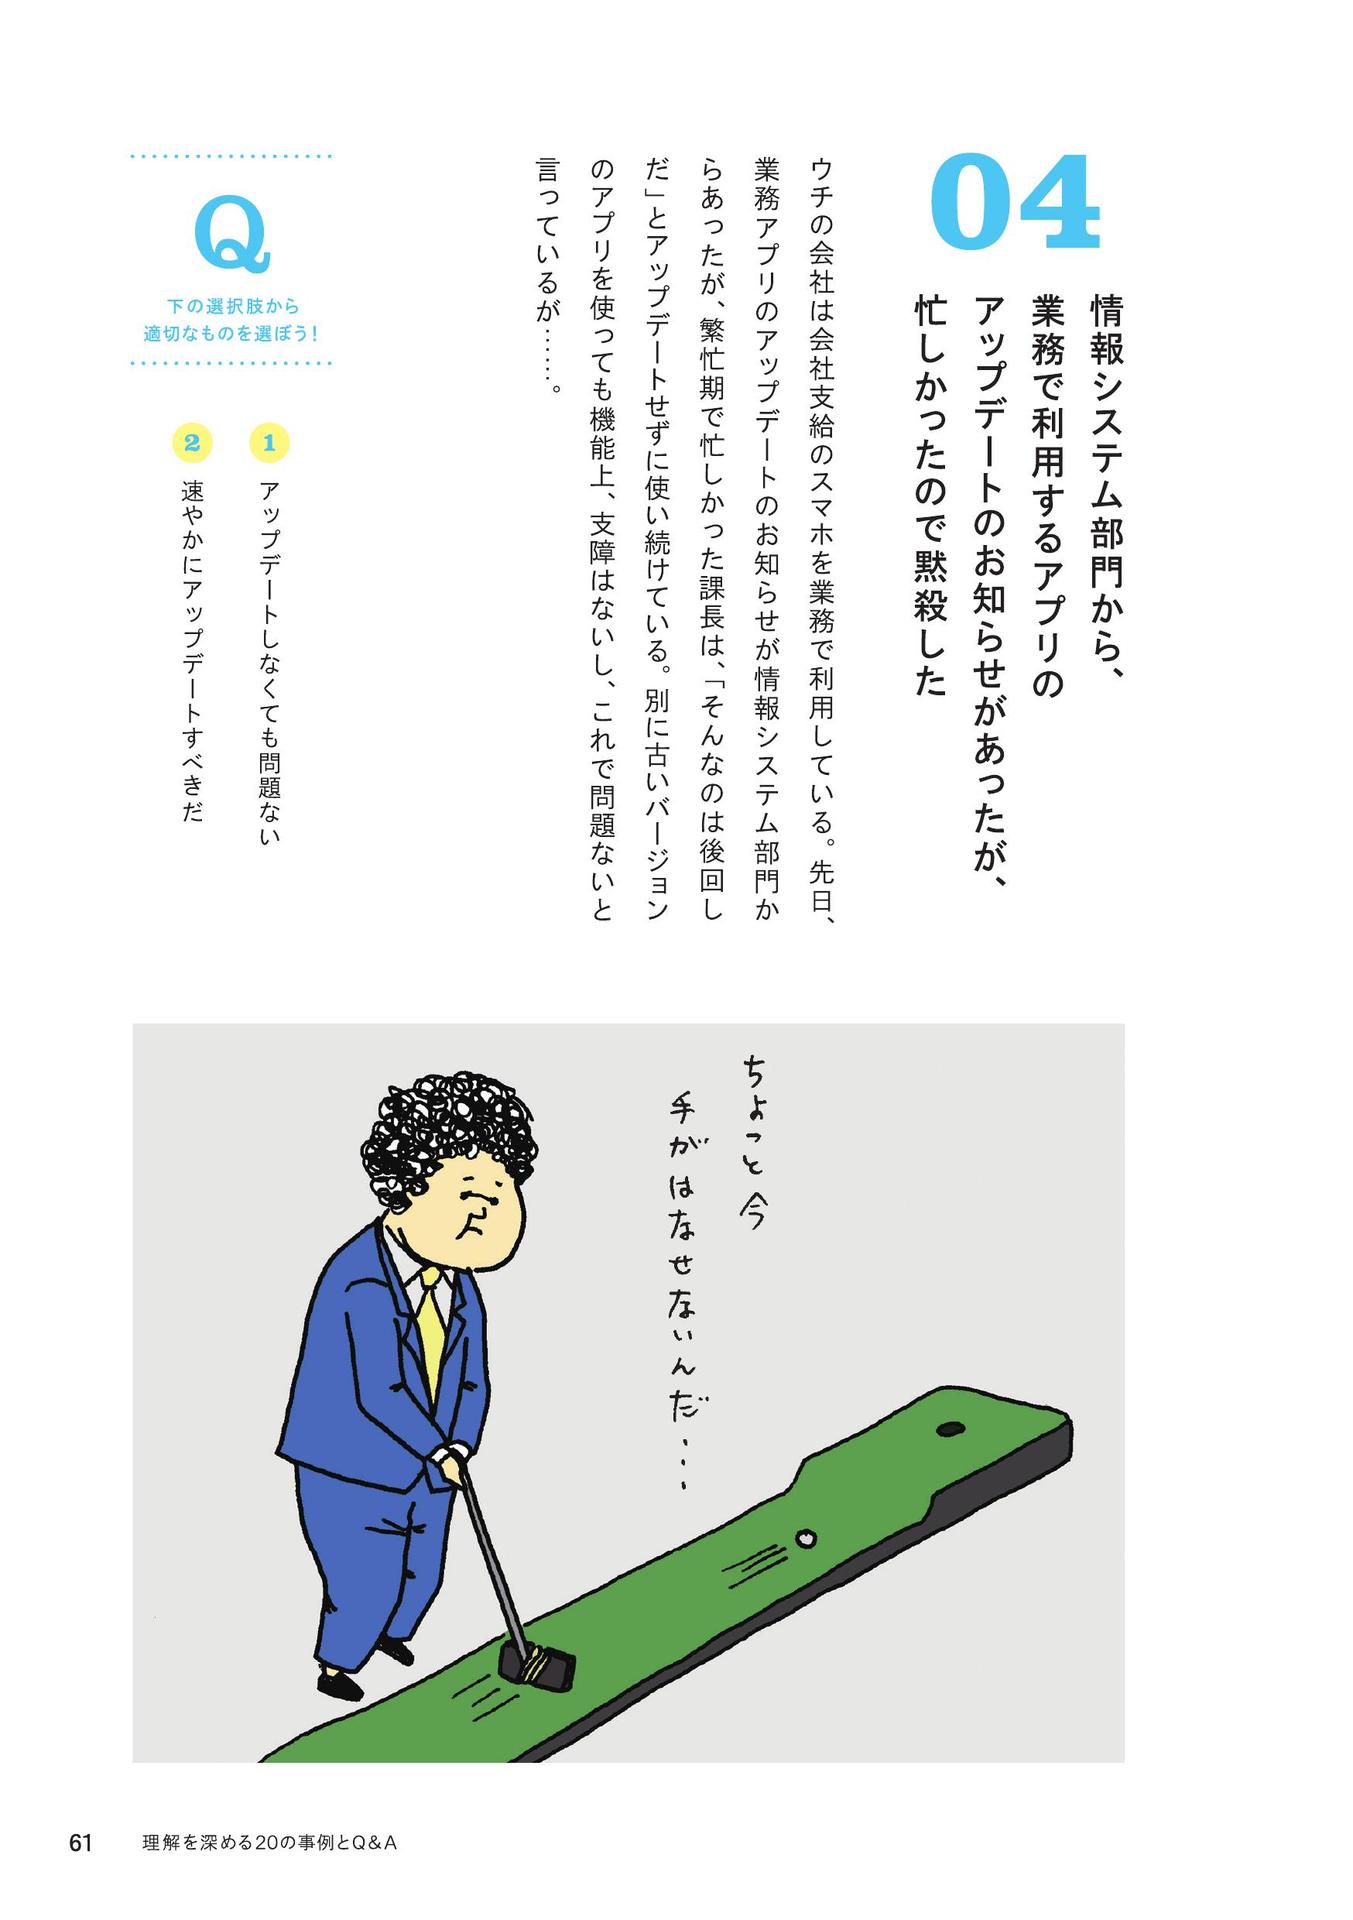 04
情報システム部門から、
業務で利用するアプリの
アップデートのお知らせがあったが、
忙しかったので黙殺した
ウチの会社は会社支給のスマホを業務で利用している。先日、
業務アプリのアップデートのお知らせが情報システム部門か
らあったが、繁忙期で忙しかった課長は、「そんなのは後回し
だ」とアップデートせずに使い続けている。別に古いバージョン
のアプリを使っても機能上、支障はないし、これで問題ないと
言っているが……。
Q
下の選択肢から
適切なものを選ぼう!
1 アップデートしなくても問題ない
2 速やかにアップデートすべきだ
ちょっと今
手がはなせないんだ…
61 理解を深める20の事例とQ&A